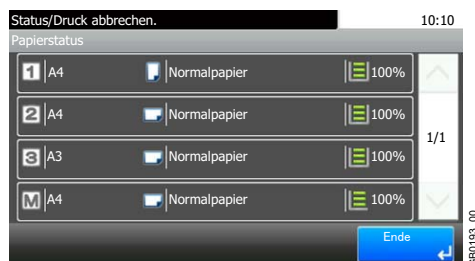 Status/Druck abbrechen. 10:10
Papierstatus
1 A4 Normalpapier 100%
2 A4 Normalpapier 100%
1/1
3 A3 Normalpapier 100%
M A4 Normalpapier 100%
Ende